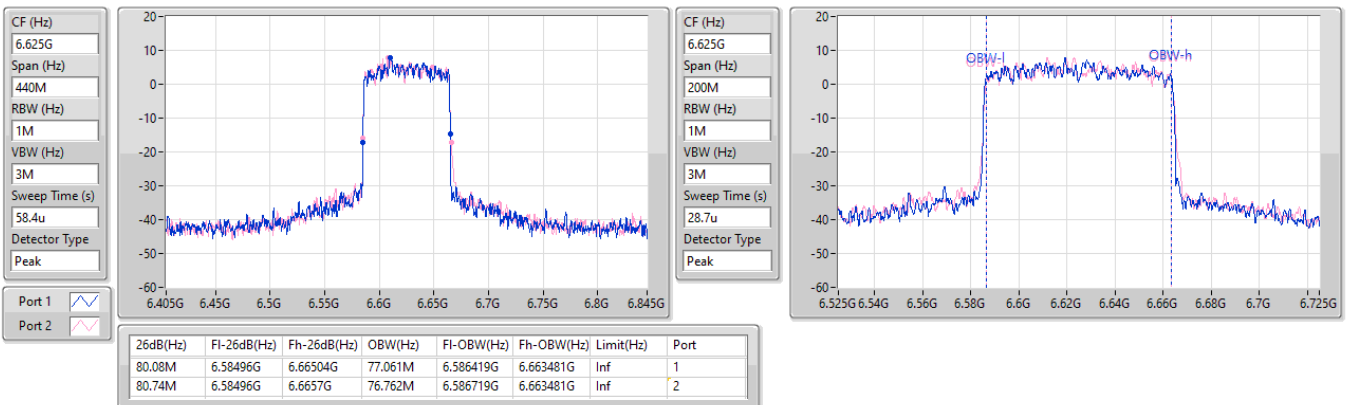 CF (Hz)
6.625G
Span (Hz)
440M
RBW (Hz)
1M
VBW (Hz)
3M
Sweep Time (s)
58.4u
Detector Type
Peak
Port 1
Port 2
20
10
0
-10
-20
-30
-40
-50
-60
6.405G 6.45G 6.5G 6.55G 6.6G 6.65G 6.7G 6.75G 6.8G 6.845G
CF (Hz)
6.625G
Span (Hz)
200M
RBW (Hz)
1M
VBW (Hz)
3M
Sweep Time (s)
28.7u
Detector Type
Peak
20
10
0
-10
-20
-30
-40
-50
-60
OBW-l OBW-h
6.525G 6.54G 6.56G 6.58G 6.6G 6.62G 6.64G 6.66G 6.68G 6.7G 6.725G
26dB(Hz) Fl-26dB(Hz) Fh-26dB(Hz) OBW(Hz) Fl-OBW(Hz) Fh-OBW(Hz) Limit(Hz) Port
80.08M 6.58496G 6.66504G 77.061M 6.586419G 6.663481G Inf 1
80.74M 6.58496G 6.6657G 76.762M 6.586719G 6.663481G Inf 2